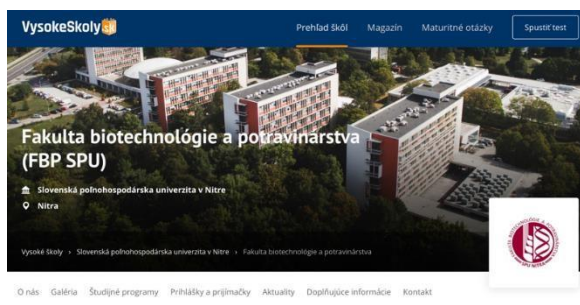 VysokeSkoly
Prehľad škôl
Magazín
Maturitné otázky
Spustiť test
Fakulta biotechnológie a potravinárstva
(FBP SPU)
Slovenská poľnohospodárska univerzita v Nitre
Nitra
Vysoké školy › Slovenská poľnohospodárska univerzita v Nitre › Fakulta biotechnológie a potravinárstva
O nás Galéria Študijné programy Prihlášky a prijímačky Aktuality Doplňujúce informácie Kontakt